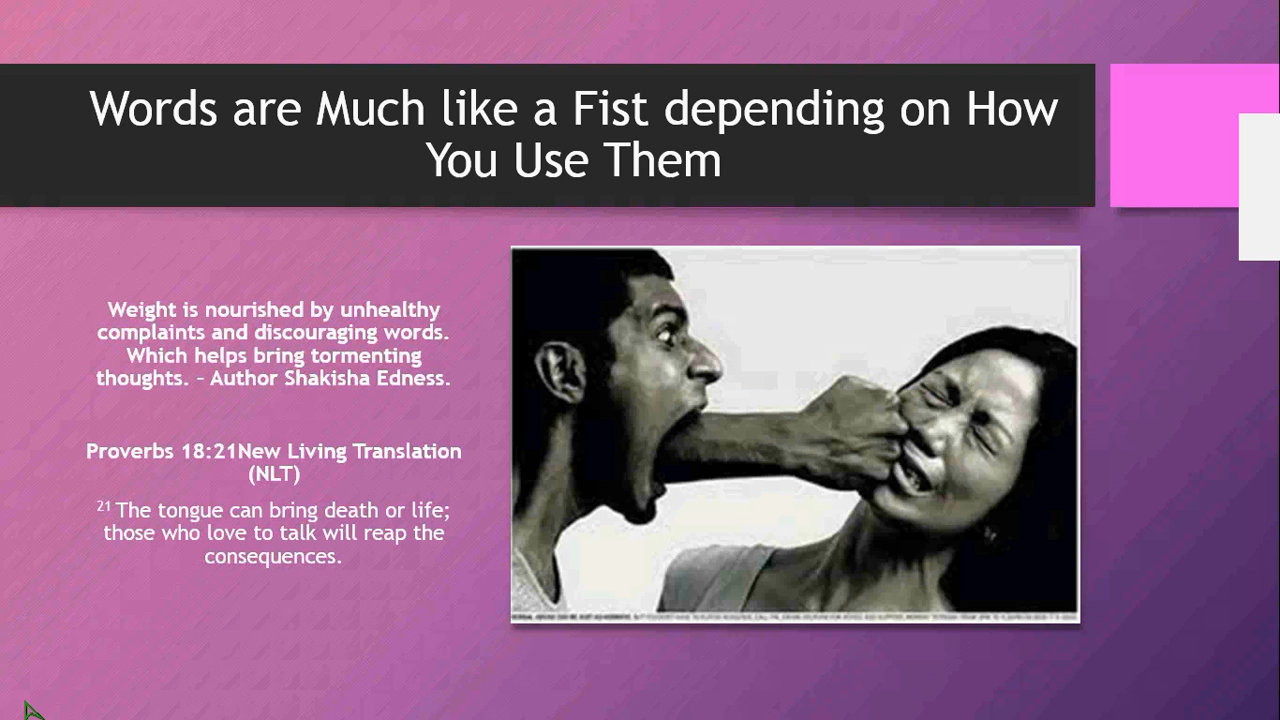 Words are Much like a Fist depending on How
You Use Them
Weight is nourished by unhealthy
complaints and discouraging words.
Which helps bring tormenting
thoughts. – Author Shakisha Edness.
Proverbs 18:21New Living Translation
(NLT)
21 The tongue can bring death or life;
those who love to talk will reap the
consequences.